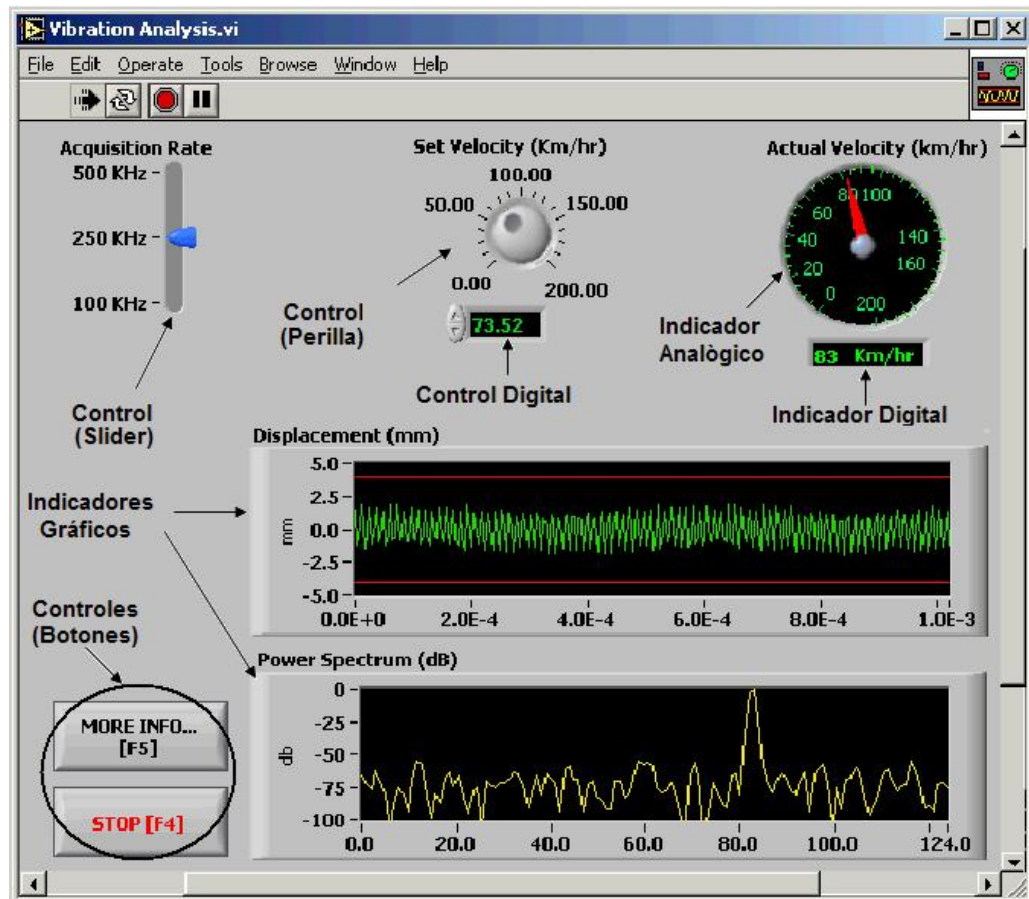 Vibration Analysis.vi
File Edit Operate Tools Browse Window Help
Acquisition Rate
500 KHz
250 KHz
100 KHz
Control
(Slider)
Set Velocity (Km/hr)
100.00
50.00 150.00
0.00 200.00
73.52
Control
(Perilla)
Control Digital
Actual Velocity (km/hr)
80 100
60
40 140
20 160
0 200
83 Km/hr
Indicador
Analògico
Indicador Digital
Indicadores
Gráficos
Displacement (mm)
5.0
2.5
0.0
-2.5
-5.0
mm
0.0E+0 2.0E-4 4.0E-4 6.0E-4 8.0E-4 1.0E-3
Controles
(Botones)
MORE INFO...
[F5]
STOP [F4]
Power Spectrum (dB)
0
-25
-50
-75
-100
db
0.0 20.0 40.0 60.0 80.0 100.0 124.0